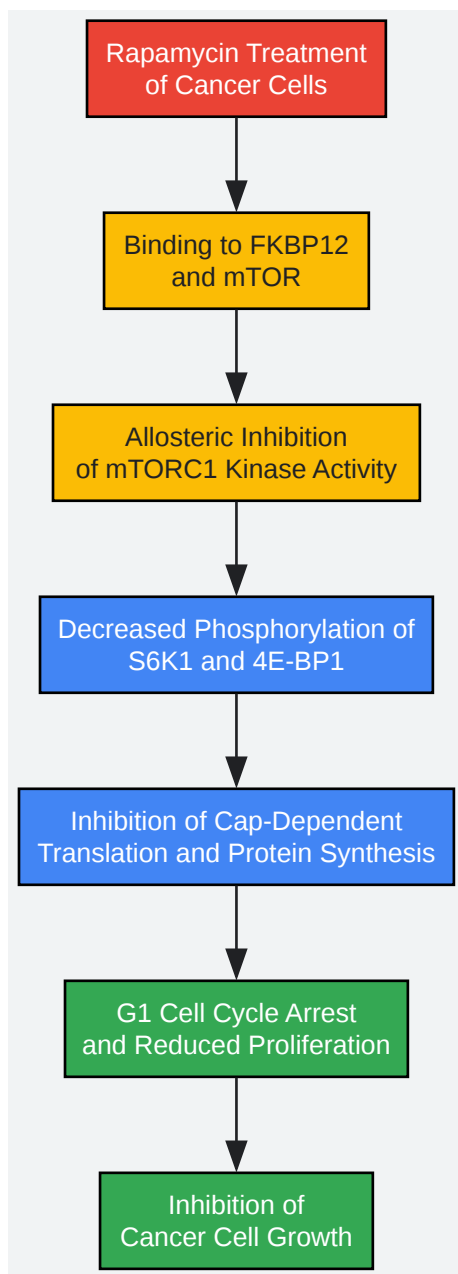 Rapamycin Treatment
of Cancer Cells
Binding to FKBP12
and mTOR
Allosteric Inhibition
of mTORC1 Kinase Activity
Decreased Phosphorylation of
S6K1 and 4E-BP1
Inhibition of Cap-Dependent
Translation and Protein Synthesis
G1 Cell Cycle Arrest
and Reduced Proliferation
Inhibition of
Cancer Cell Growth